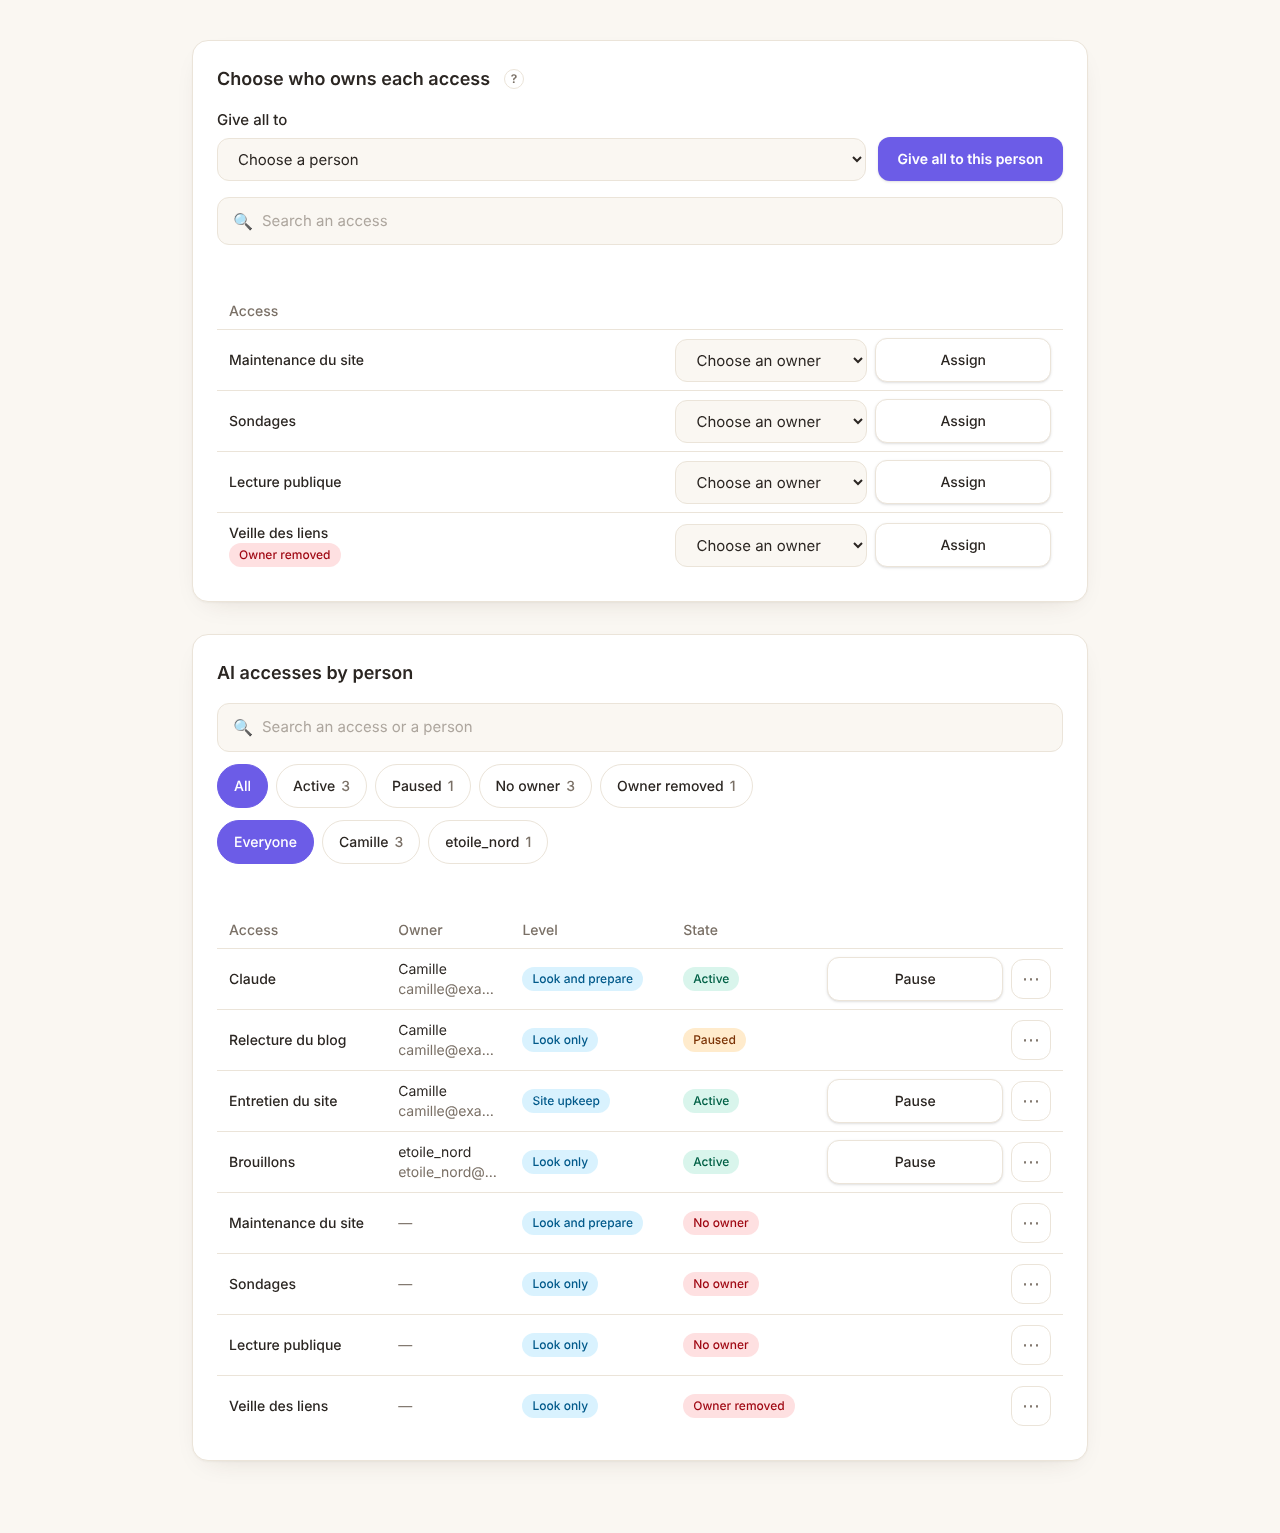 Choose who owns each access ?
Give all to
Choose a person
Give all to this person
Search an access
Access
Maintenance du site Choose an owner Assign
Sondages Choose an owner Assign
Lecture publique Choose an owner Assign
Veille des liens
Owner removed Choose an owner Assign
AI accesses by person
Search an access or a person
All Active 3 Paused 1 No owner 3 Owner removed 1
Everyone Camille 3 etoile_nord 1
Access Owner Level State
Claude Camille Look and prepare Active Pause ...
camille@exa...
Relecture du blog Camille Look only Paused ...
camille@exa...
Entretien du site Camille Site upkeep Active Pause ...
camille@exa...
Brouillons etoile_nord Look only Active Pause ...
etoile_nord@...
Maintenance du site — Look and prepare No owner ...
Sondages — Look only No owner ...
Lecture publique — Look only No owner ...
Veille des liens — Look only Owner removed ...